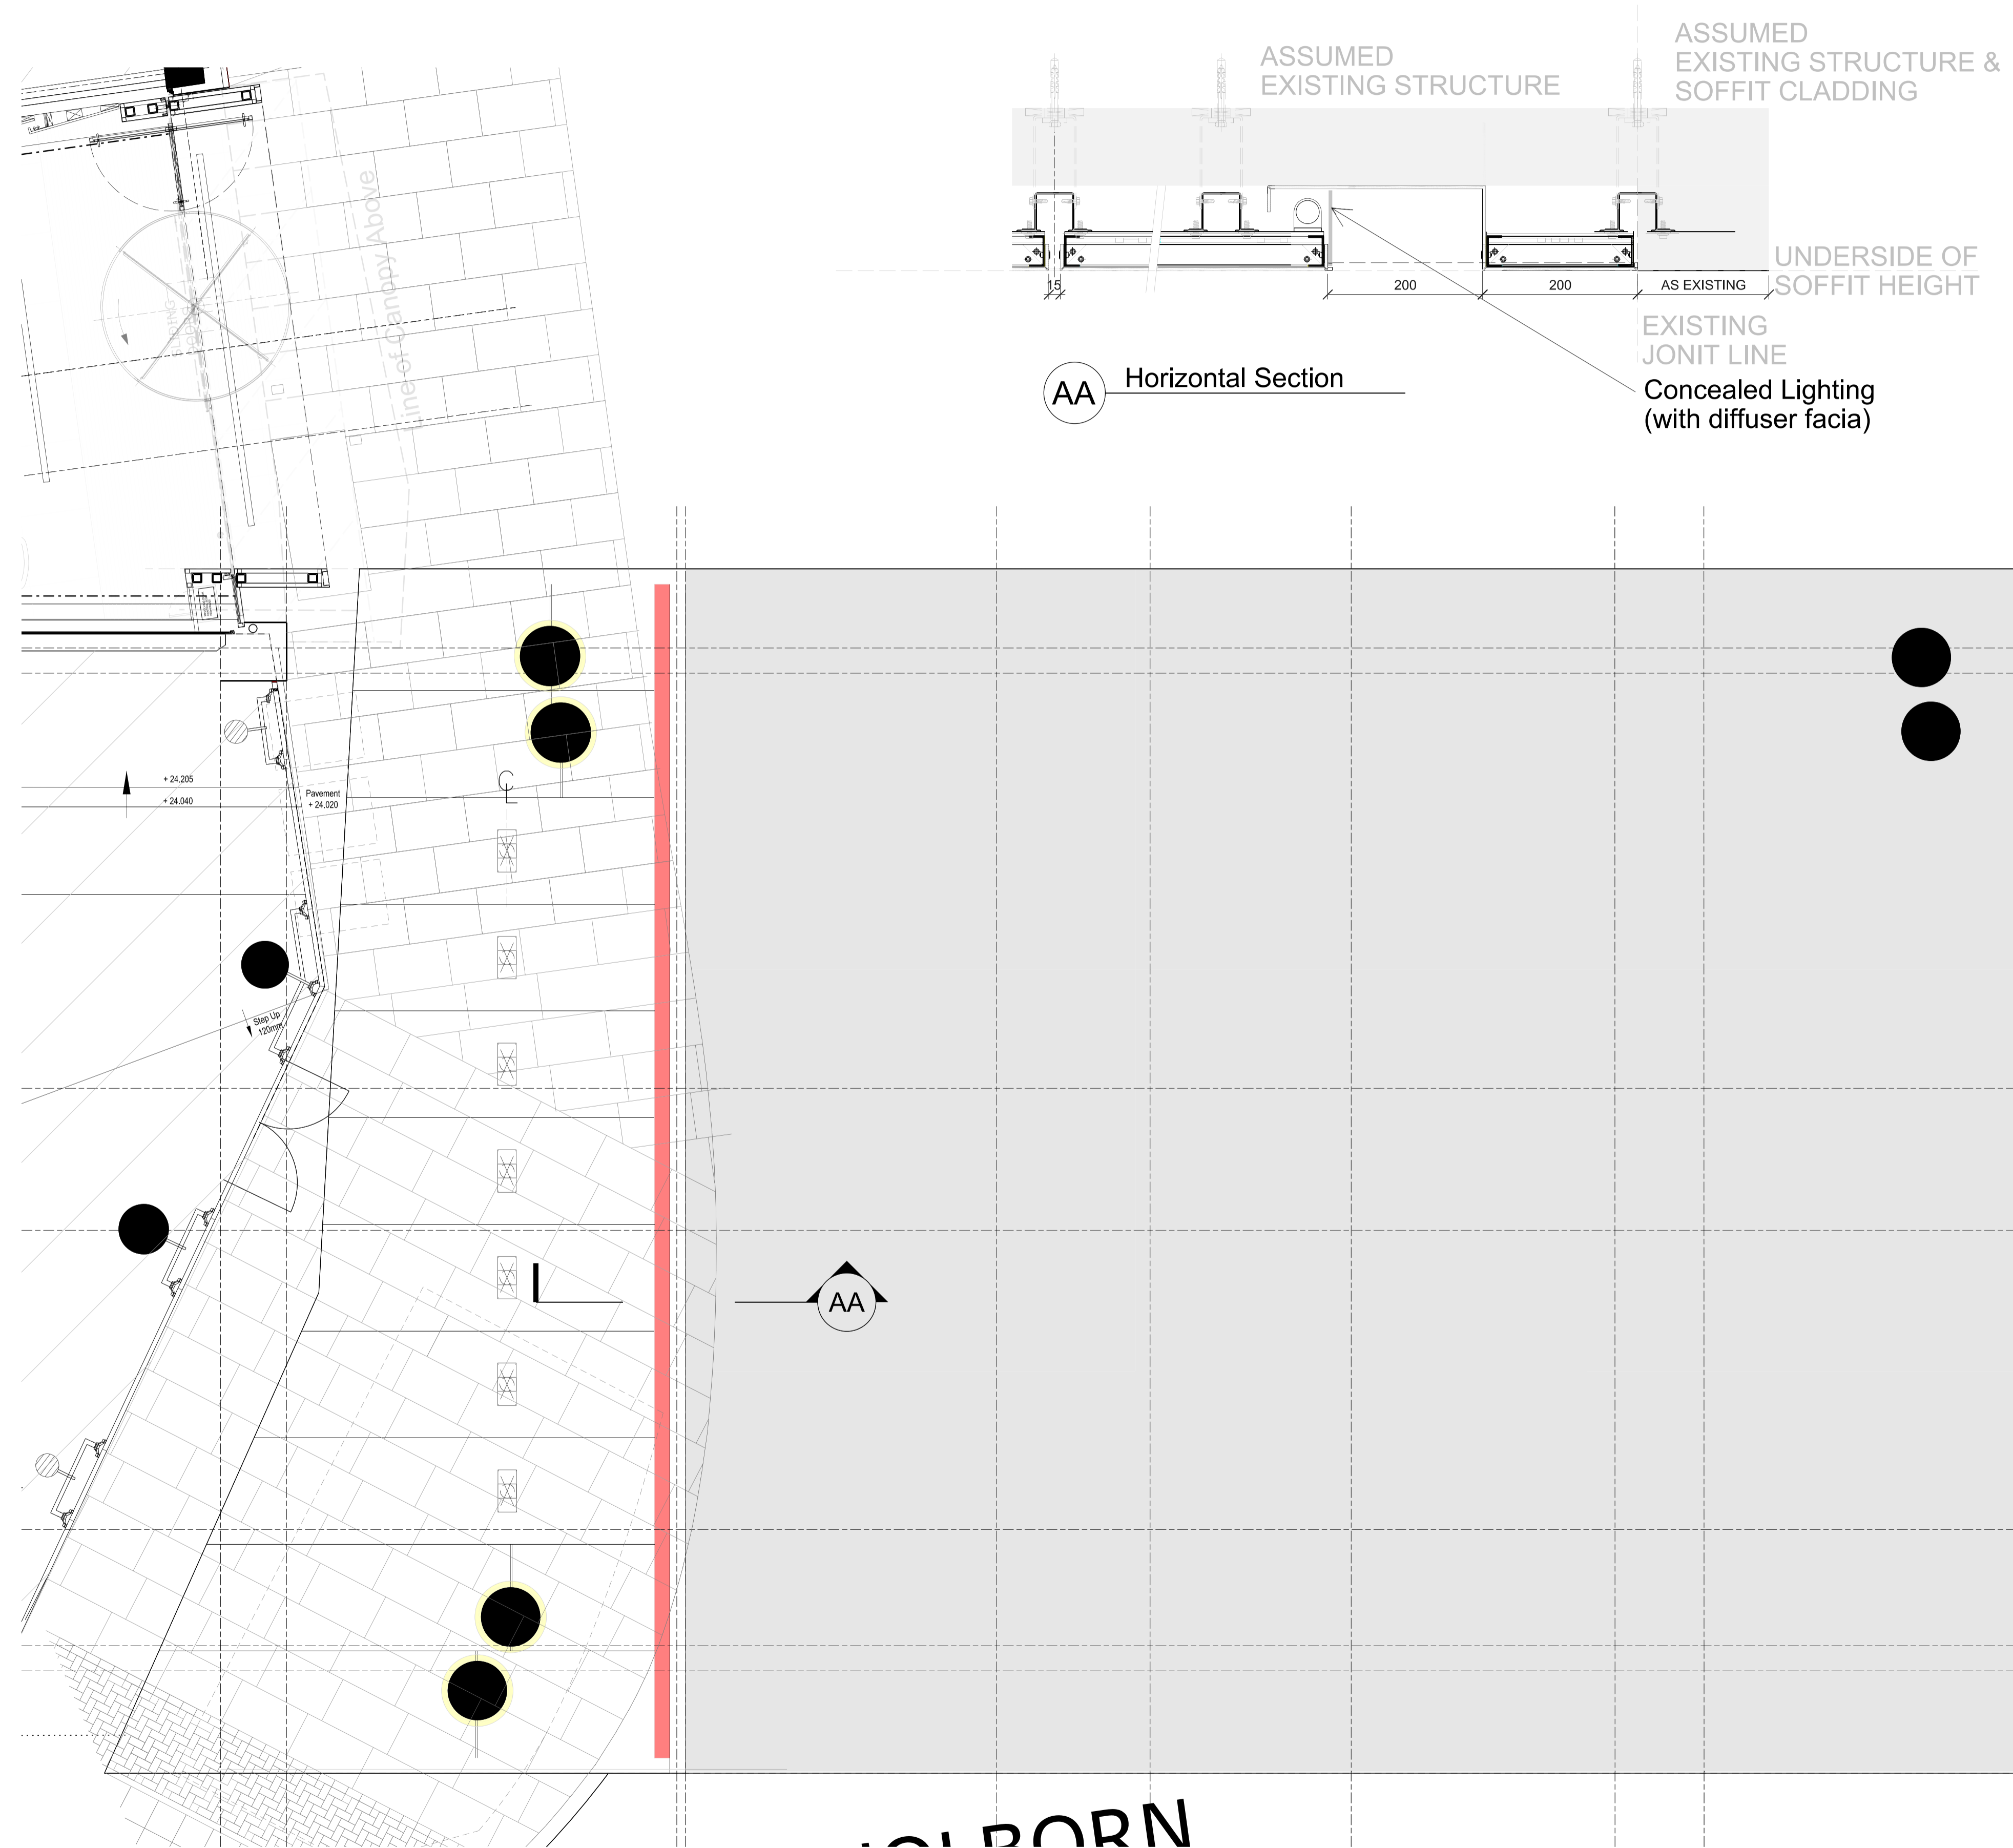 ASSUMED
EXISTING STRUCTURE
ASSUMED
EXISTING STRUCTURE &
SOFFIT CLADDING
UNDERSIDE OF
SOFFIT HEIGHT
15
200
200
AS EXISTING
EXISTING
JONIT LINE
AA
Horizontal Section
Concealed Lighting
(with diffuser facia)
Line of Canopy Above
+ 24,205
+ 24.040
Pavement
+ 24,020
CL
Step Up
120mm
AA